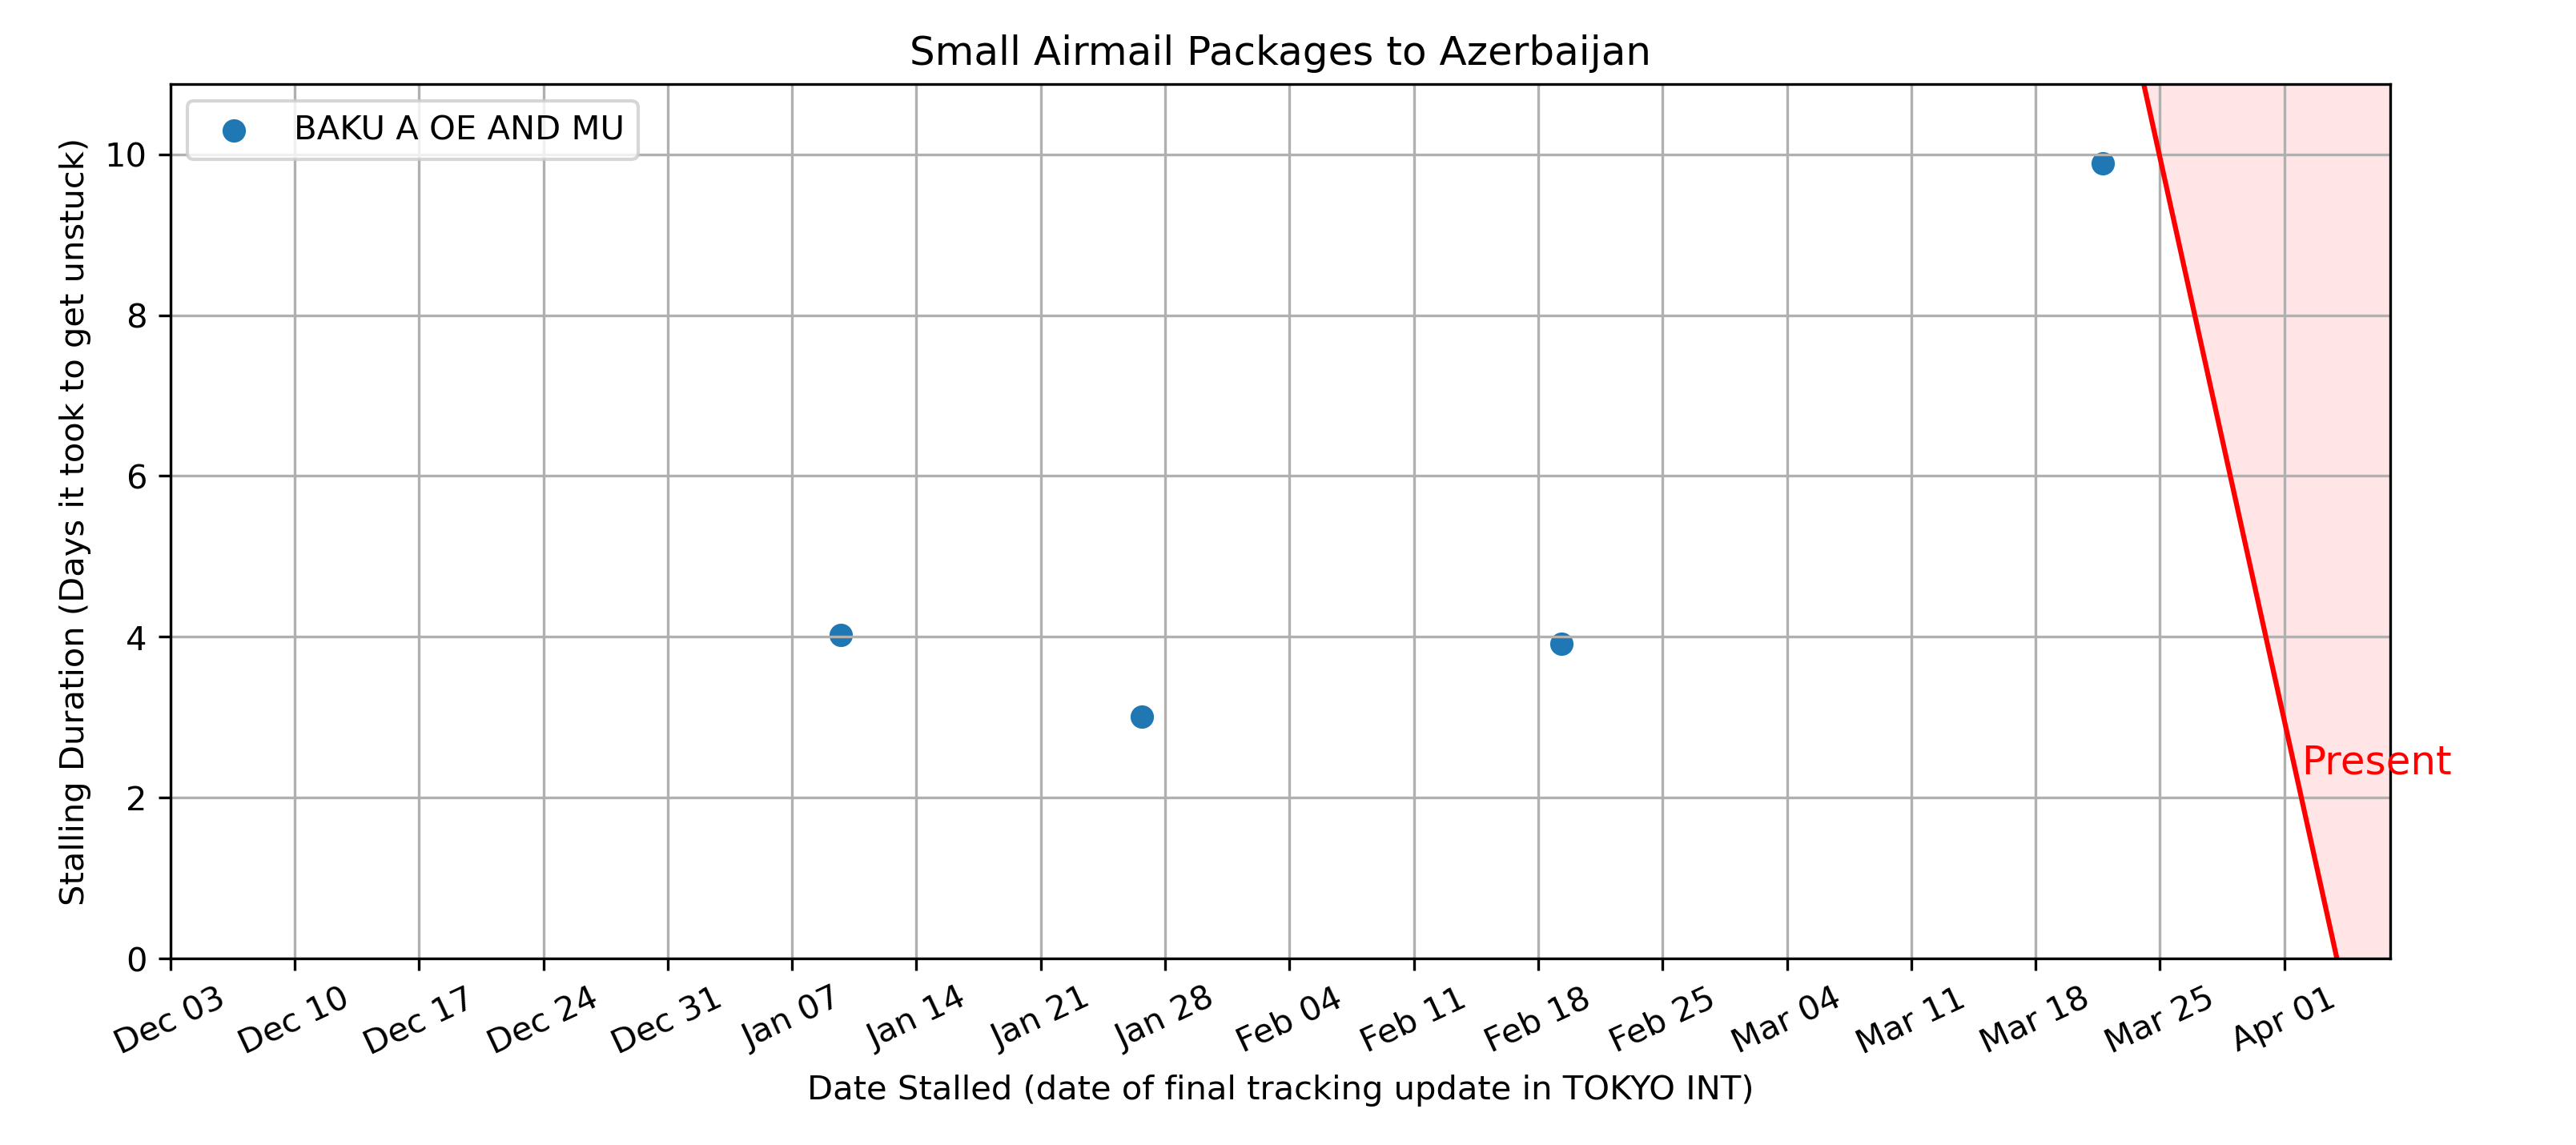 Small Airmail Packages to Azerbaijan
BAKU A OE AND MU
Stalling Duration (Days it took to get unstuck)
10
8
6
4
2
0
Present
Dec 03 Dec 10 Dec 17 Dec 24 Dec 31 Jan 07 Jan 14 Jan 21 Jan 28 Feb 04 Feb 11 Feb 18 Feb 25 Mar 04 Mar 11 Mar 18 Mar 25 Apr 01
Date Stalled (date of final tracking update in TOKYO INT)